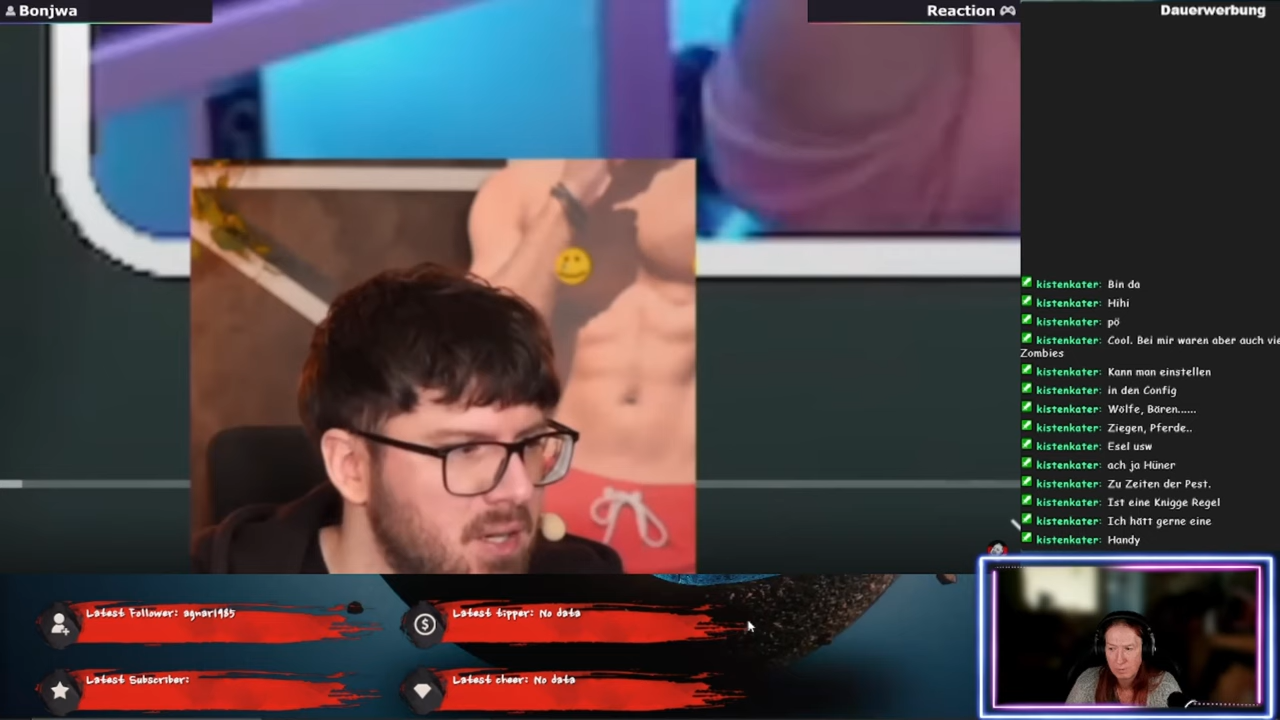 Bonjwa
Reaction
Dauerwerbung
kistenkater: Bin da
kistenkater: Hihi
kistenkater: pö
kistenkater: Cool. Bei mir waren aber auch vie
Zombies
kistenkater: Kann man einstellen
kistenkater: in den Config
kistenkater: Wölfe, Bären......
kistenkater: Ziegen, Pferde..
kistenkater: Esel usw
kistenkater: ach ja Hüner
kistenkater: Zu Zeiten der Pest.
kistenkater: Ist eine Knigge Regel
kistenkater: Ich hätt gerne eine
kistenkater: Handy
Latest Follower: agnar1985
Latest tipper: No data
Latest Subscriber:
Latest cheer: No data